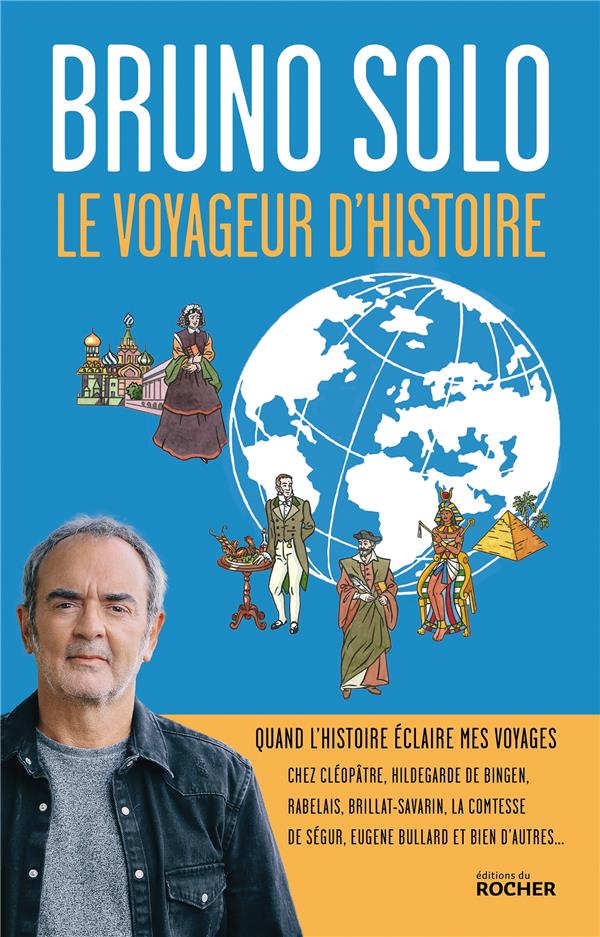 BRUNO SOLO
LE VOYAGEUR D'HISTOIRE
QUAND L'HISTOIRE ÉCLAIRE MES VOYAGES
CHEZ CLÉOPÂTRE, HILDEGARDE DE BINGEN,
RABELAIS, BRILLAT-SAVARIN, LA COMTESSE
DE SÉGUR, EUGENE BULLARD ET BIEN D'AUTRES...
éditions du
ROCHER